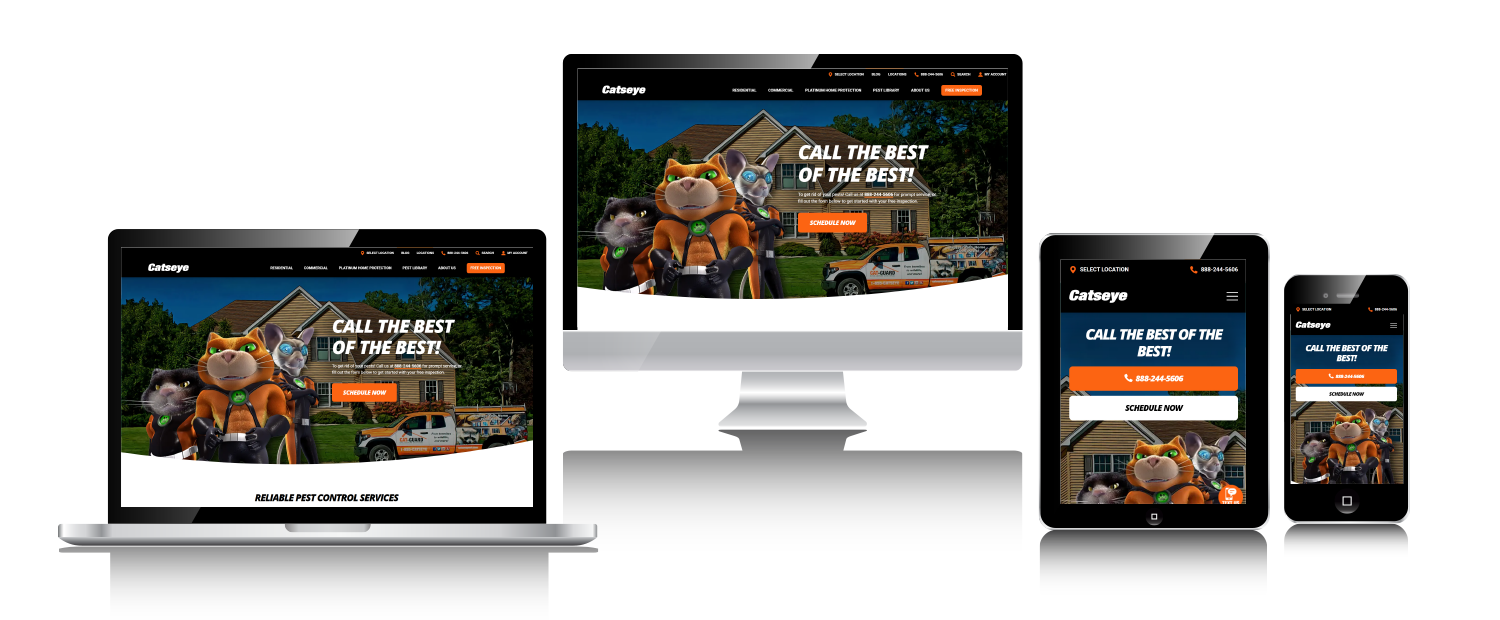 SELECT LOCATION BLOG LOCATIONS 888-244-5606 SEARCH MY ACCOUNT
Catseye RESIDENTIAL COMMERCIAL PLATINUM HOME PROTECTION PEST LIBRARY ABOUT US FREE INSPECTION
CALL THE BEST
OF THE BEST!
To get rid of your pests! Call us at 888-244-5606 for prompt service, or
fill out the form below to get started with your free inspection.
SCHEDULE NOW
CAT-GUARD
RELIABLE PEST CONTROL SERVICES
SELECT LOCATION BLOG LOCATIONS 888-244-5606 SEARCH MY ACCOUNT
Catseye RESIDENTIAL COMMERCIAL PLATINUM HOME PROTECTION PEST LIBRARY ABOUT US FREE INSPECTION
CALL THE BEST
OF THE BEST!
To get rid of your pests! Call us at 888-244-5606 for prompt service, or
fill out the form below to get started with your free inspection.
SCHEDULE NOW
CAT-GUARD
SELECT LOCATION 888-244-5606
Catseye
CALL THE BEST OF THE
BEST!
888-244-5606
SCHEDULE NOW
TEXT US
SELECT LOCATION 888-244-5606
Catseye
CALL THE BEST OF THE
BEST!
888-244-5606
SCHEDULE NOW